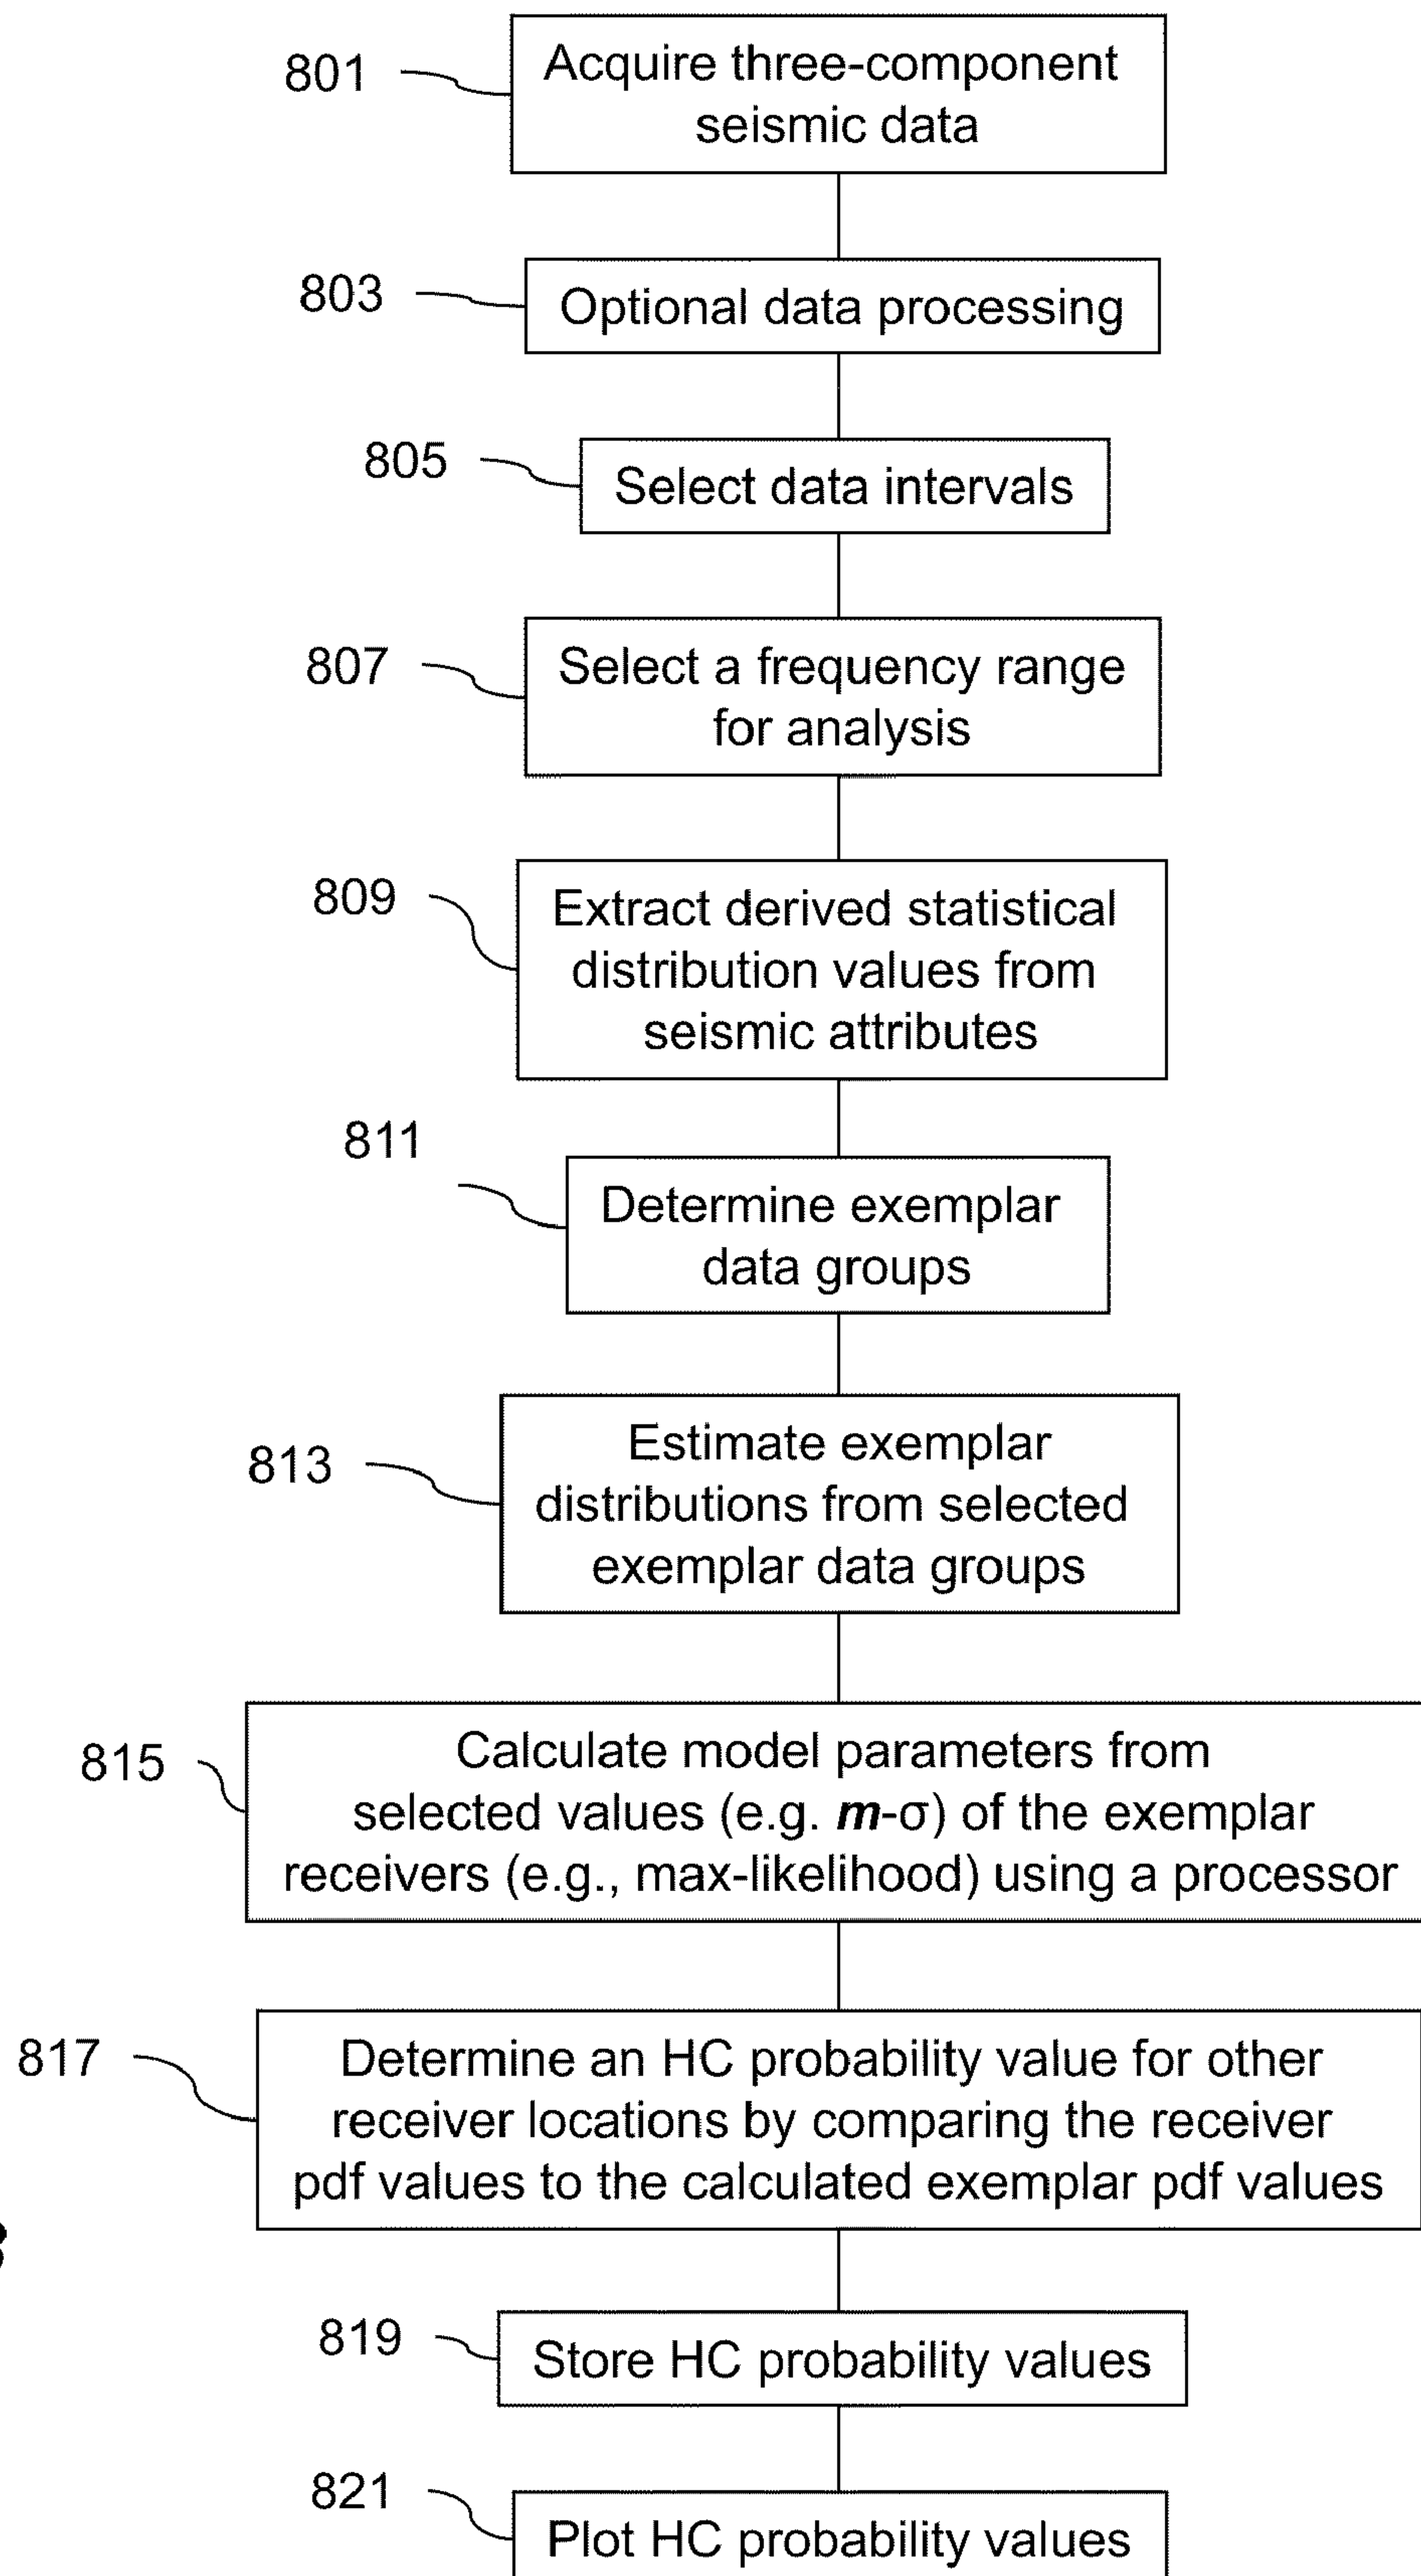 801
Acquire three-component
seismic data
803
Optional data processing
805
Select data intervals
807
Select a frequency range
for analysis
809
Extract derived statistical
distribution values from
seismic attributes
811
Determine exemplar
data groups
813
Estimate exemplar
distributions from selected
exemplar data groups
815
Calculate model parameters from
selected values (e.g. m-σ) of the exemplar
receivers (e.g., max-likelihood) using a processor
817
Determine an HC probability value for other
receiver locations by comparing the receiver
pdf values to the calculated exemplar pdf values
819
Store HC probability values
821
Plot HC probability values